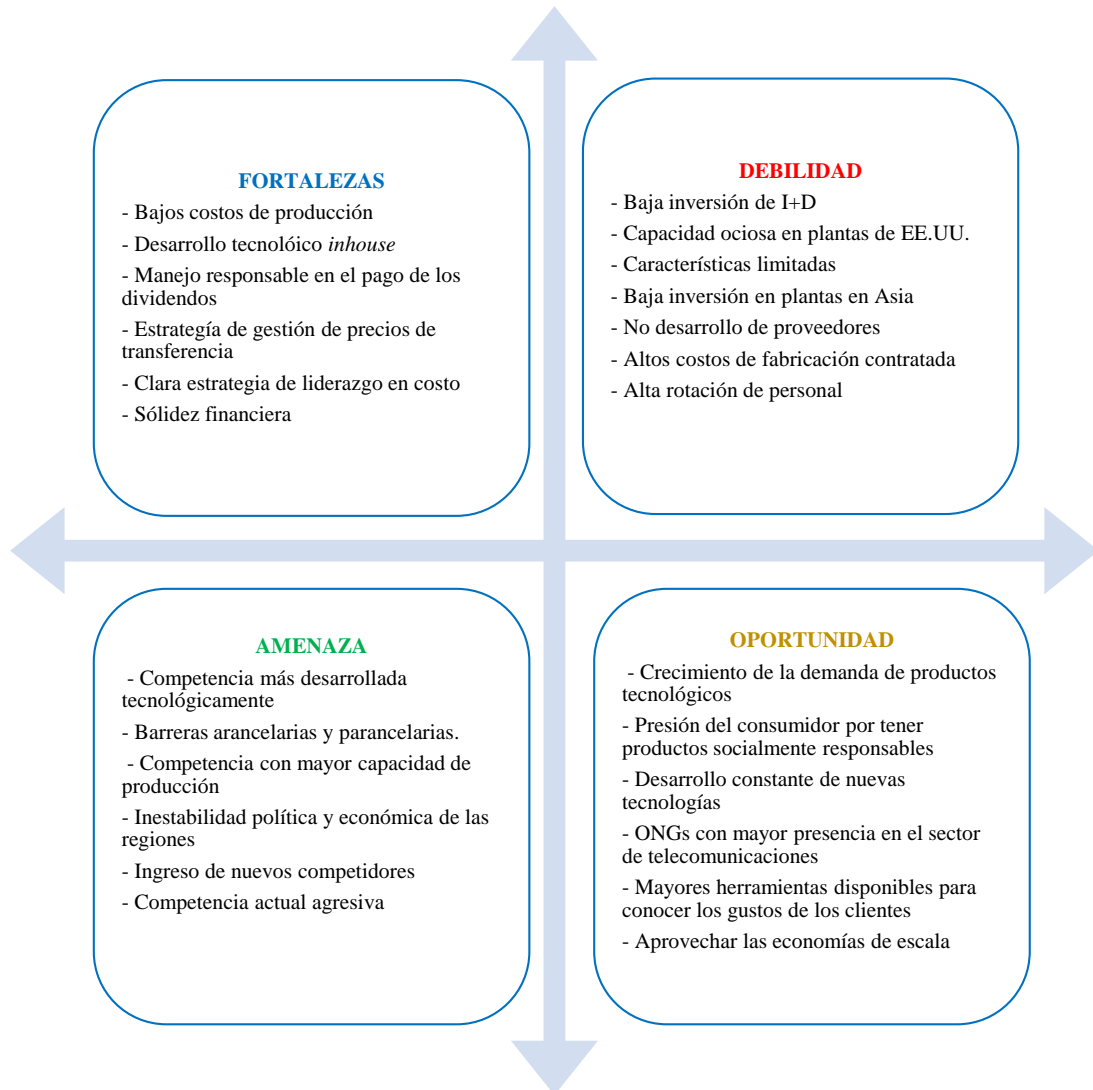 FORTALEZAS
- Bajos costos de producción
- Desarrollo tecnolóico inhouse
- Manejo responsable en el pago de los
dividendos
- Estrategía de gestión de precios de
transferencia
- Clara estrategia de liderazgo en costo
- Sólidez financiera
DEBILIDAD
- Baja inversión de I+D
- Capacidad ociosa en plantas de EE.UU.
- Características limitadas
- Baja inversión en plantas en Asia
- No desarrollo de proveedores
- Altos costos de fabricación contratada
- Alta rotación de personal
AMENAZA
- Competencia más desarrollada
tecnológicamente
- Barreras arancelarias y parancelarias.
- Competencia con mayor capacidad de
producción
- Inestabilidad política y económica de las
regiones
- Ingreso de nuevos competidores
- Competencia actual agresiva
OPORTUNIDAD
- Crecimiento de la demanda de productos
tecnológicos
- Presión del consumidor por tener
productos socialmente responsables
- Desarrollo constante de nuevas
tecnologías
- ONGs con mayor presencia en el sector
de telecomunicaciones
- Mayores herramientas disponibles para
conocer los gustos de los clientes
- Aprovechar las economías de escala